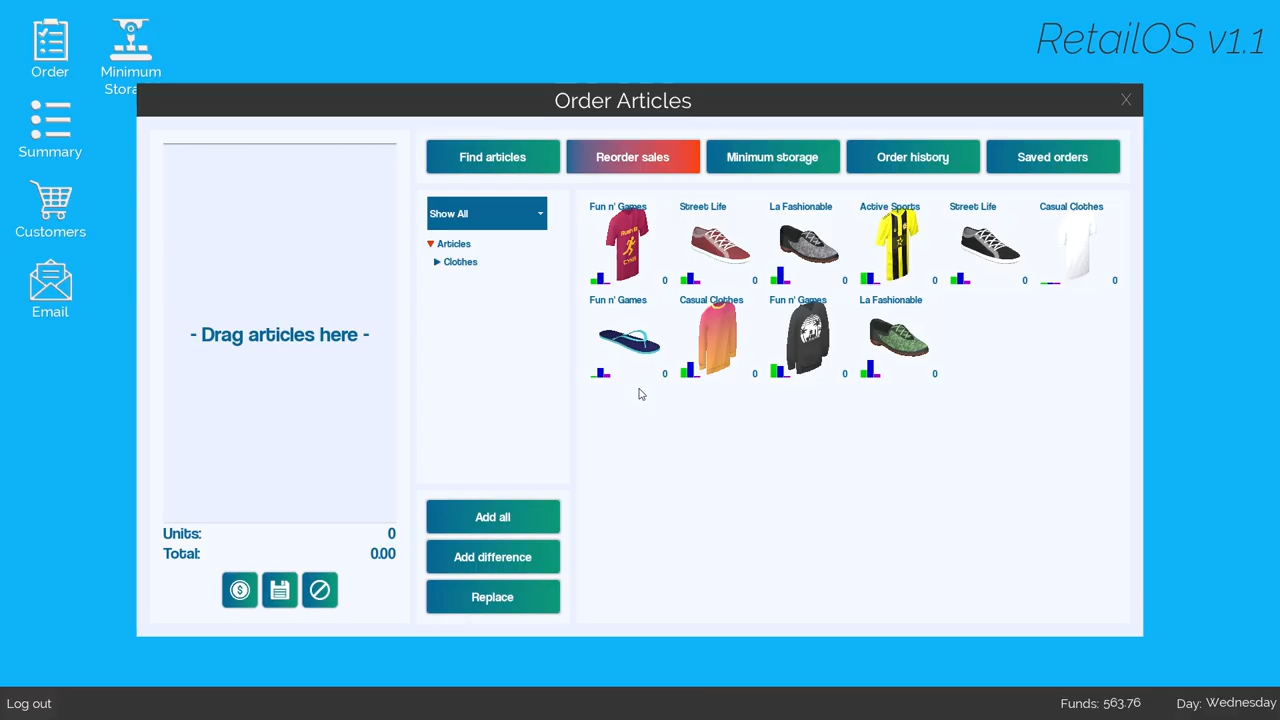 RetailOS v1.1
Order
Minimum
Summary
Customers
Email
Order Articles
X
Find articles
Reorder sales
Minimum storage
Order history
Saved orders
- Drag articles here -
Units:
0
Total:
0.00
Show All
Articles
Clothes
Add all
Add difference
Replace
Fun n' Games
Street Life
La Fashionable
Active Sports
Street Life
Casual Clothes
0
0
0
0
0
0
Fun n' Games
Casual Clothes
Fun n' Games
La Fashionable
0
0
0
0
Log out
Funds: 563.76
Day: Wednesday